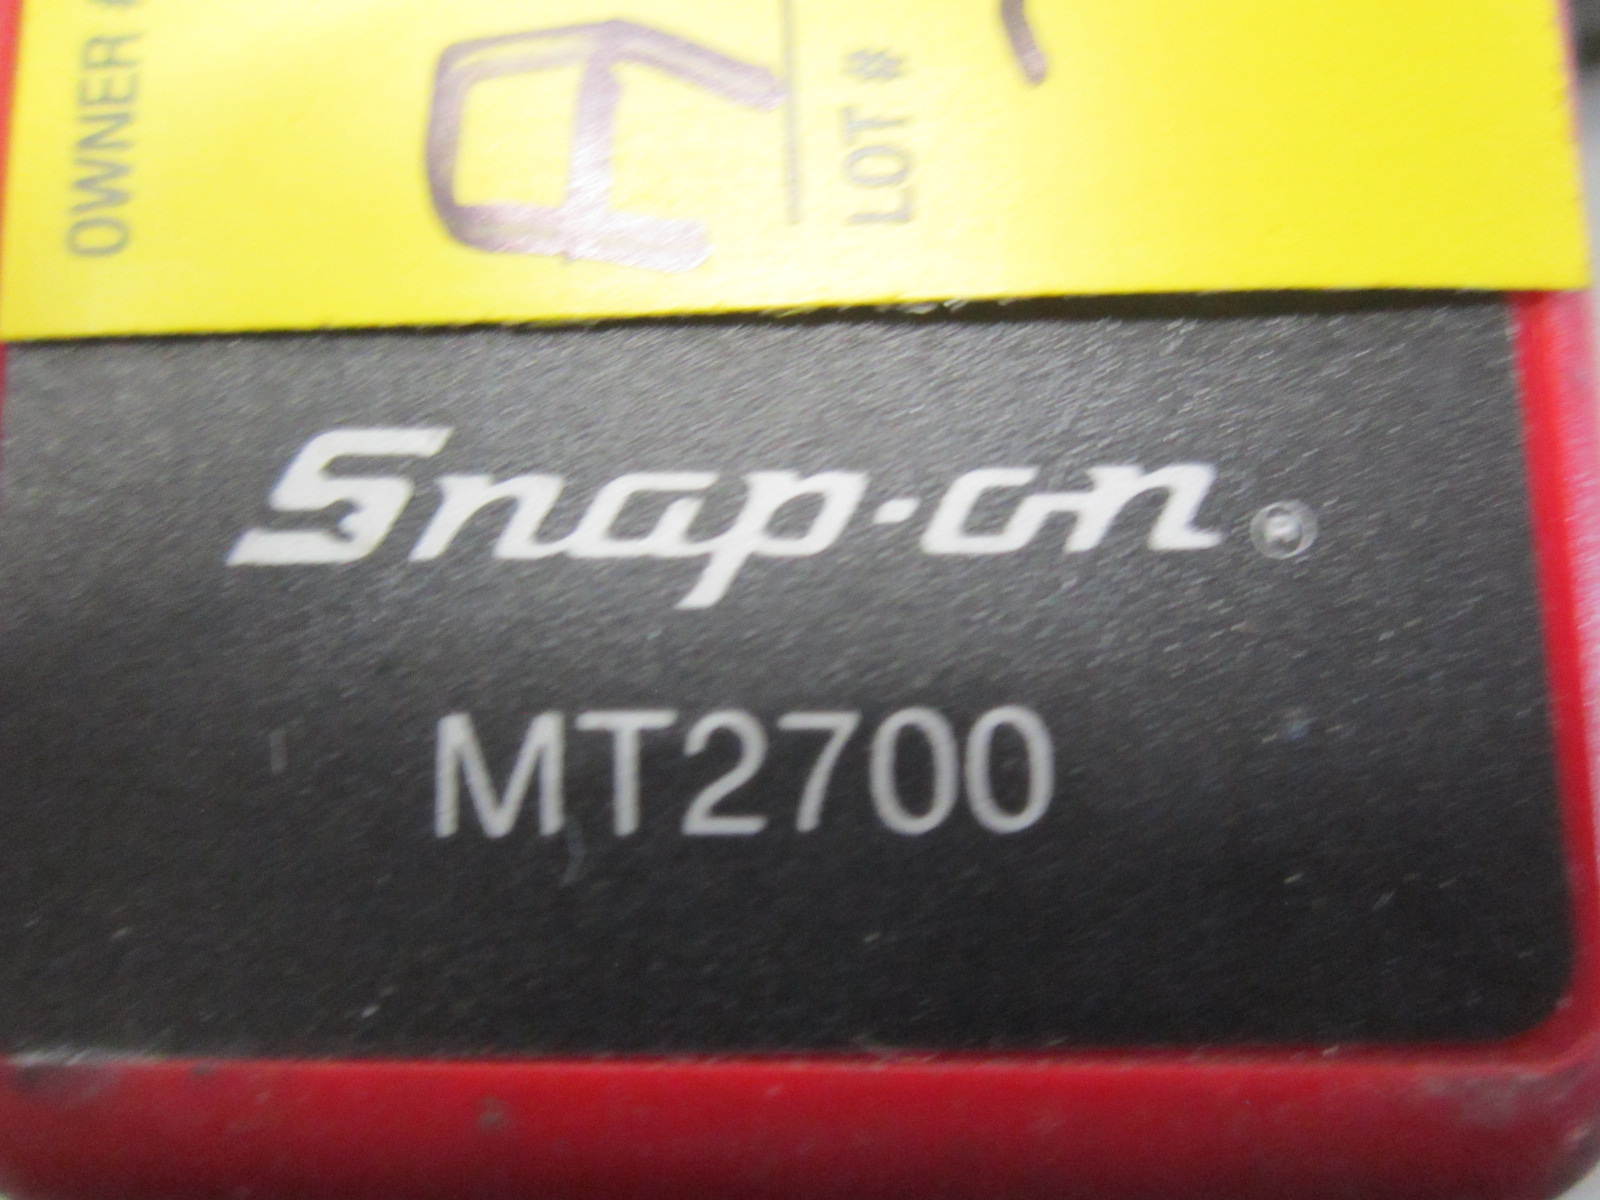 OWNER
LOT #
Snap-on®
MT2700